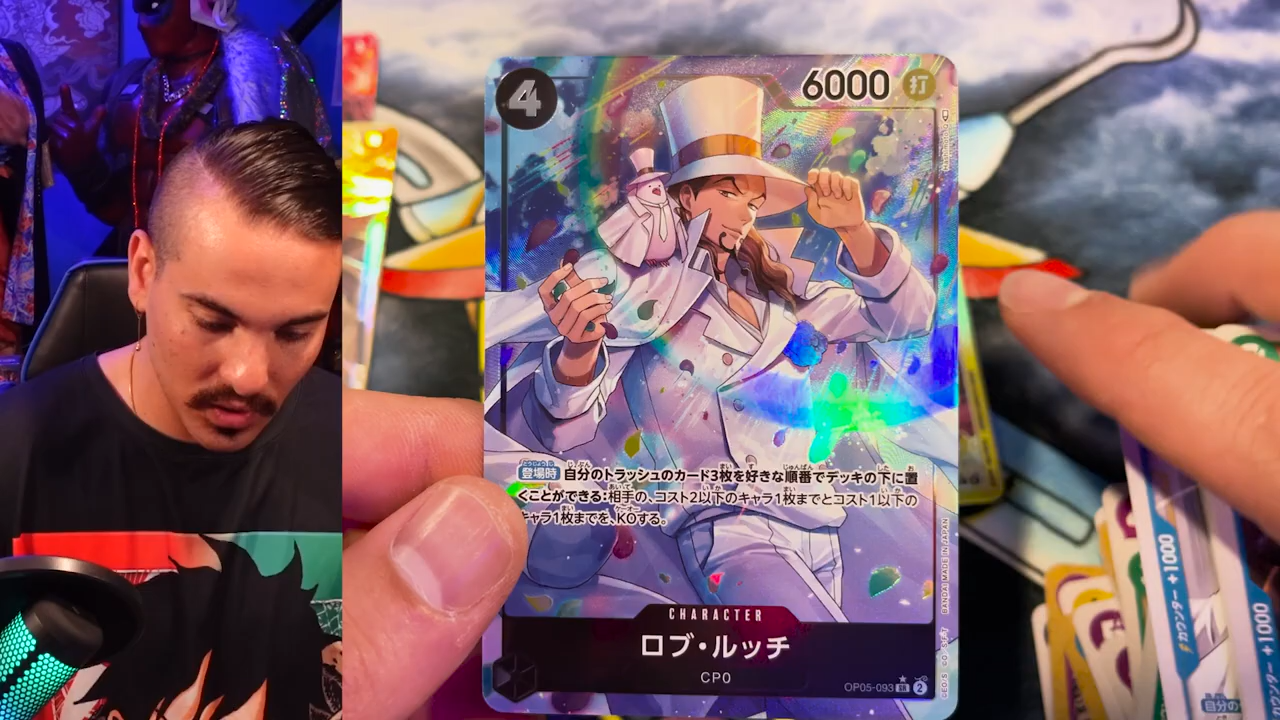 4
6000 打
登場時 自分のトラッシュのカード3枚を好きな順番でデッキの下に置
くことができる:相手の、コスト2以下のキャラ1枚までとコスト1以下の
キャラ1枚までを、KOする。
CHARACTER
ロブ・ルッチ
CP0
OP05-093 SR 2
BANDAI MADE IN JAPAN
カウンター +1000
カウンター +1000
自分の